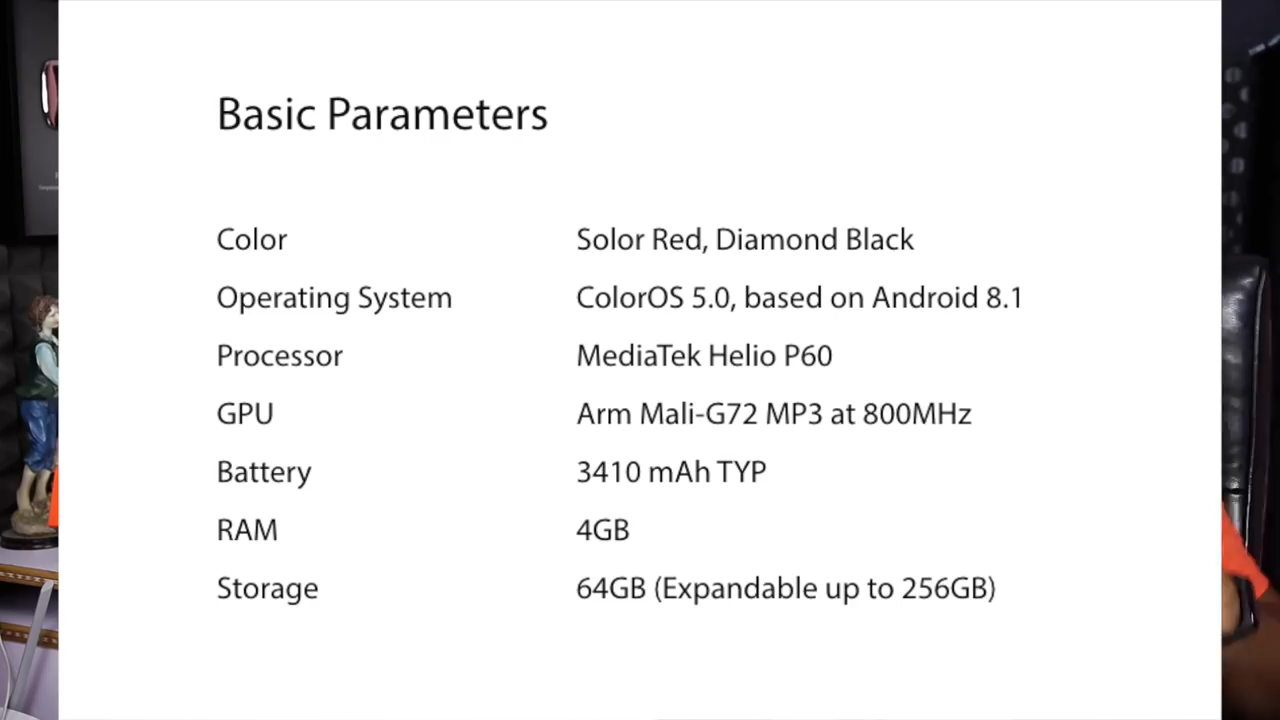 Basic Parameters
Color Solor Red, Diamond Black
Operating System ColorOS 5.0, based on Android 8.1
Processor MediaTek Helio P60
GPU Arm Mali-G72 MP3 at 800MHz
Battery 3410 mAh TYP
RAM 4GB
Storage 64GB (Expandable up to 256GB)